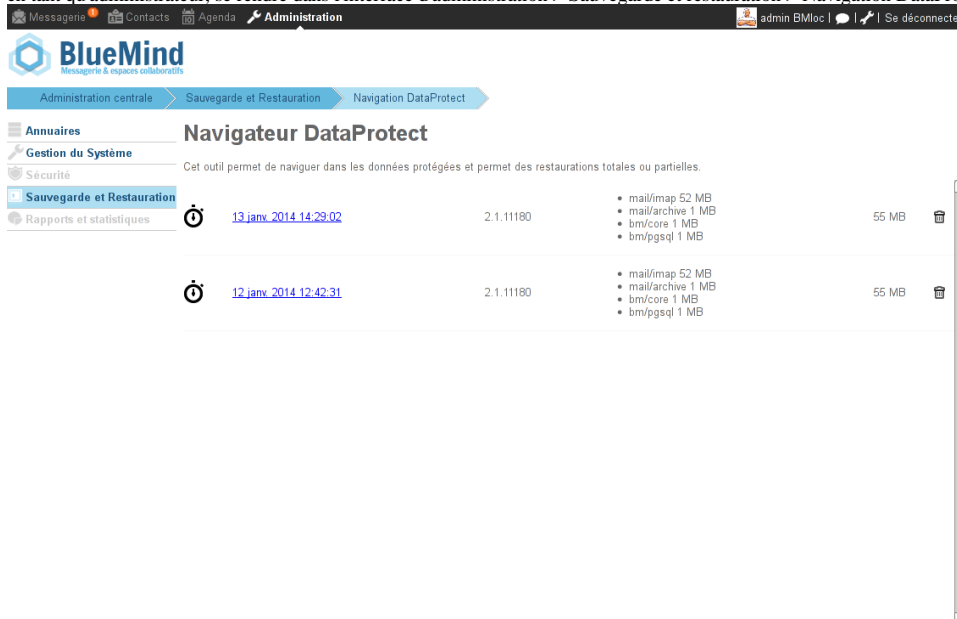 Messagerie 1 Contacts Agenda Administration admin BMloc | | | Se déconnecte
BlueMind
Messagerie & espaces collaboratifs
Administration centrale Sauvegarde et Restauration Navigation DataProtect
Annuaires
Gestion du Système
Sécurité
Sauvegarde et Restauration
Rapports et statistiques
Navigateur DataProtect
Cet outil permet de naviguer dans les données protégées et permet des restaurations totales ou partielles.
13 janv. 2014 14:29:02 2.1.11180 55 MB
• mail/imap 52 MB
• mail/archive 1 MB
• bm/core 1 MB
• bm/pgsql 1 MB
12 janv. 2014 12:42:31 2.1.11180 55 MB
• mail/imap 52 MB
• mail/archive 1 MB
• bm/core 1 MB
• bm/pgsql 1 MB